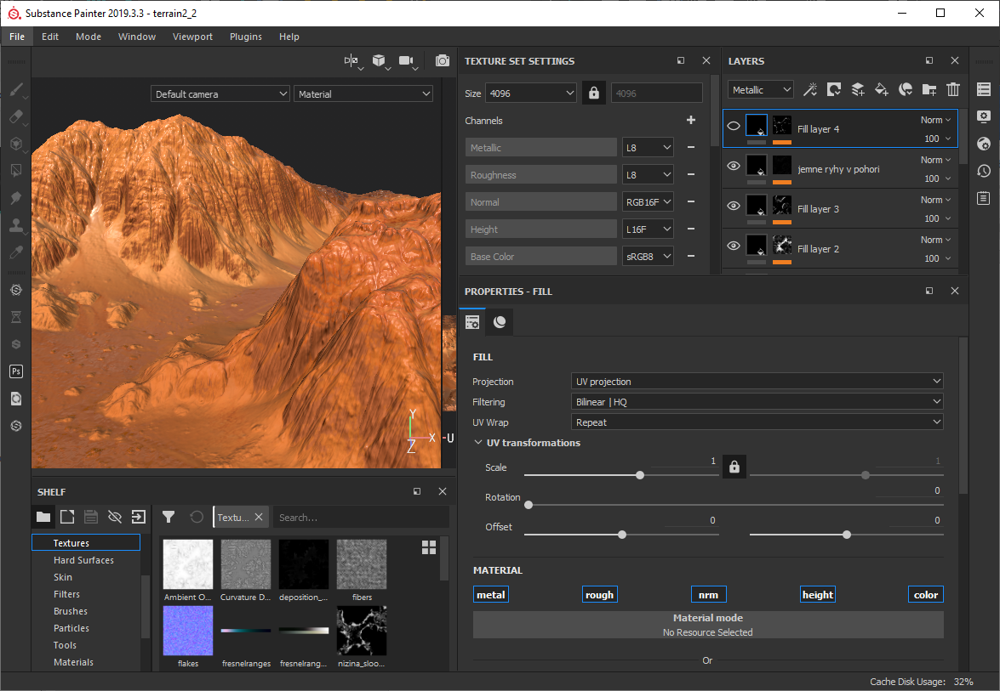 Substance Painter 2019.3.3 - terrain2_2
File Edit Mode Window Viewport Plugins Help
Default camera
Material
Y
X
Z
-U
TEXTURE SET SETTINGS
Size 4096 4096
Channels
Metallic L8
Roughness L8
Normal RGB16F
Height L16F
Base Color sRGB8
LAYERS
Metallic
Fill layer 4 Norm 100
jemne ryhy v pohori Norm 100
Fill layer 3 Norm 100
Fill layer 2 Norm 100
Ps
PROPERTIES - FILL
FILL
Projection UV projection
Filtering Bilinear | HQ
UV Wrap Repeat
UV transformations
Scale 1 1
Rotation 0
Offset 0 0
MATERIAL
metal rough nrm height color
Material mode
No Resource Selected
Or
SHELF
Textu... Search...
Textures
Hard Surfaces
Skin
Filters
Brushes
Particles
Tools
Materials
Ambient O... Curvature D... deposition_... fibers
flakes fresnelranges fresnelrang... nizina_sloo...
Cache Disk Usage: 32%